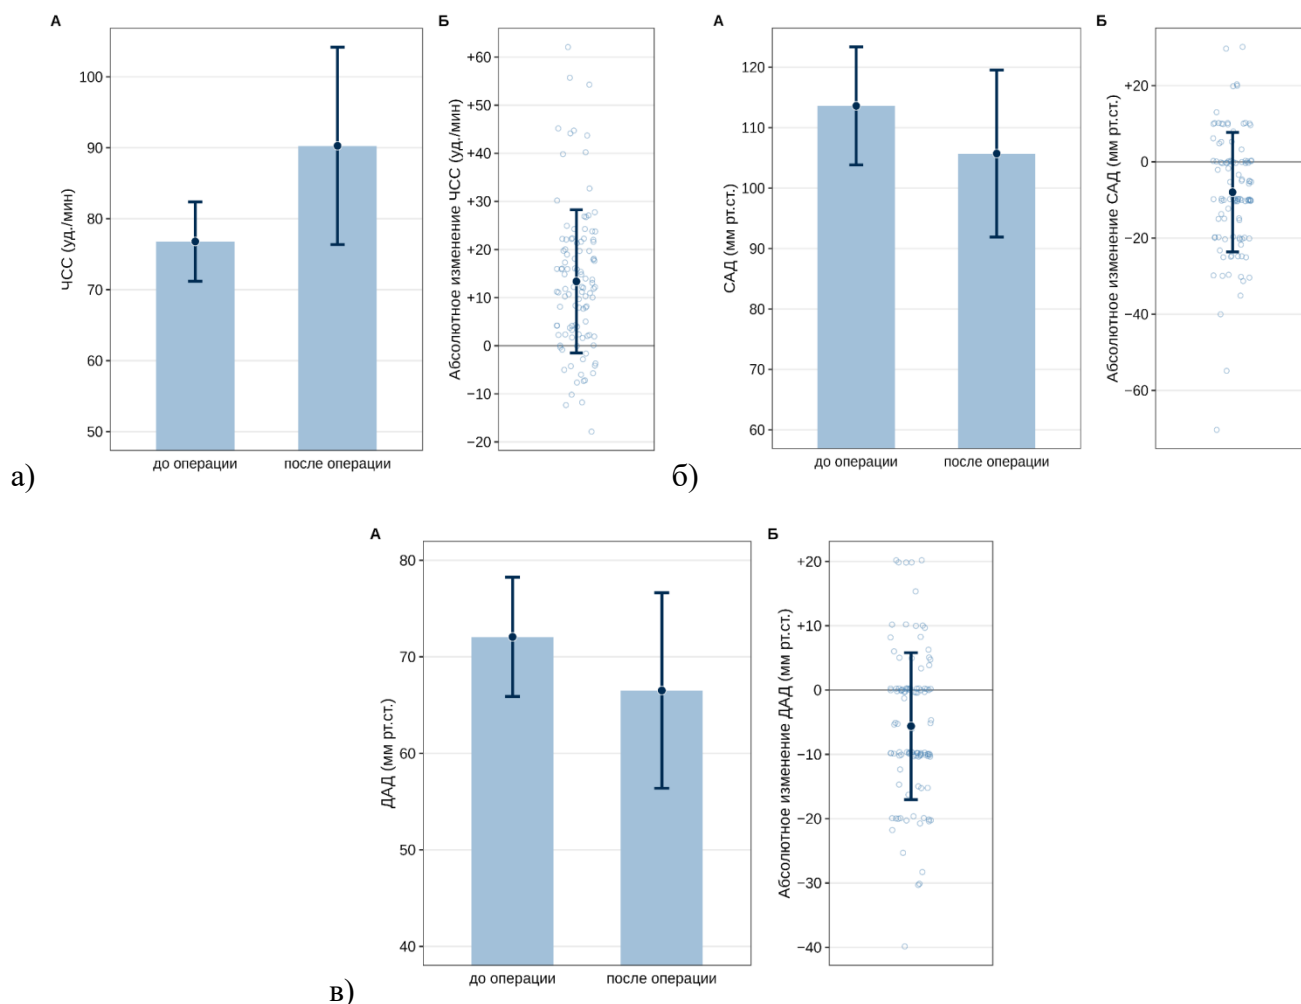 А
ЧСС (уд./мин)
100
90
80
70
60
50
до операции
после операции
Б
Абсолютное изменение ЧСС (уд./мин)
+60
+50
+40
+30
+20
+10
0
−10
−20
а)
А
САД (мм рт.ст.)
120
110
100
90
80
70
60
до операции
после операции
Б
Абсолютное изменение САД (мм рт.ст.)
+20
0
−20
−40
−60
б)
А
ДАД (мм рт.ст.)
80
70
60
50
40
до операции
после операции
Б
Абсолютное изменение ДАД (мм рт.ст.)
+20
+10
0
−10
−20
−30
−40
в)